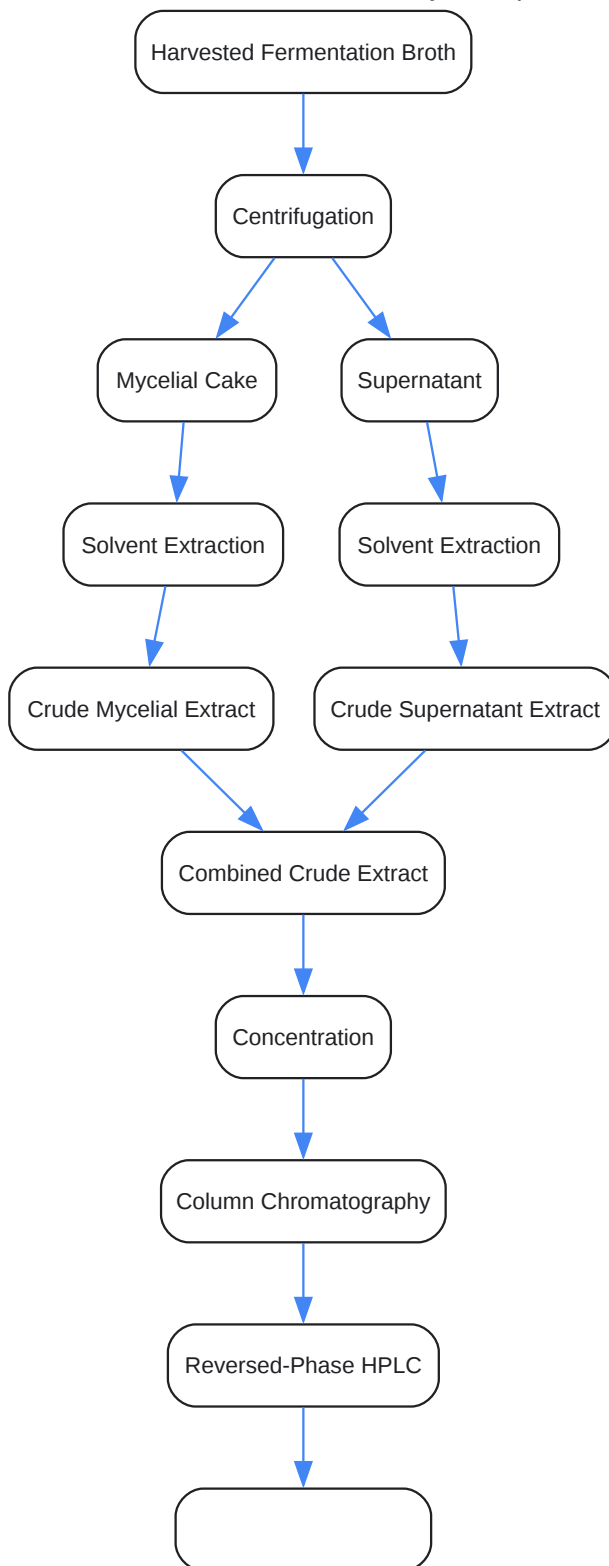 Harvested Fermentation Broth
Centrifugation
Mycelial Cake
Supernatant
Solvent Extraction
Solvent Extraction
Crude Mycelial Extract
Crude Supernatant Extract
Combined Crude Extract
Concentration
Column Chromatography
Reversed-Phase HPLC